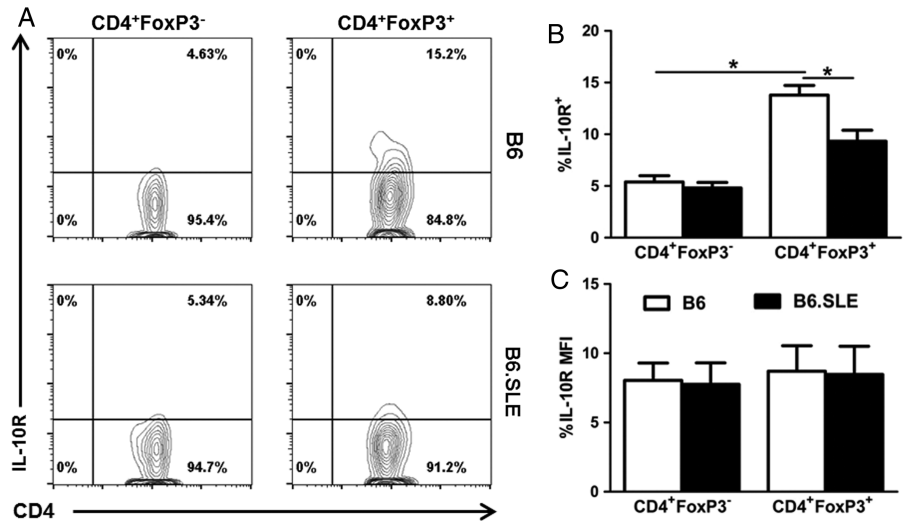 A
CD4⁺FoxP3⁻
CD4⁺FoxP3⁺
0%
4.63%
0%
95.4%
0%
15.2%
0%
84.8%
B6
0%
5.34%
0%
94.7%
0%
8.80%
0%
91.2%
B6.SLE
IL-10R
CD4
B
20
15
10
5
0
%IL-10R⁺
*
*
CD4⁺FoxP3⁻
CD4⁺FoxP3⁺
C
15
10
5
0
%IL-10R MFI
B6
B6.SLE
CD4⁺FoxP3⁻
CD4⁺FoxP3⁺